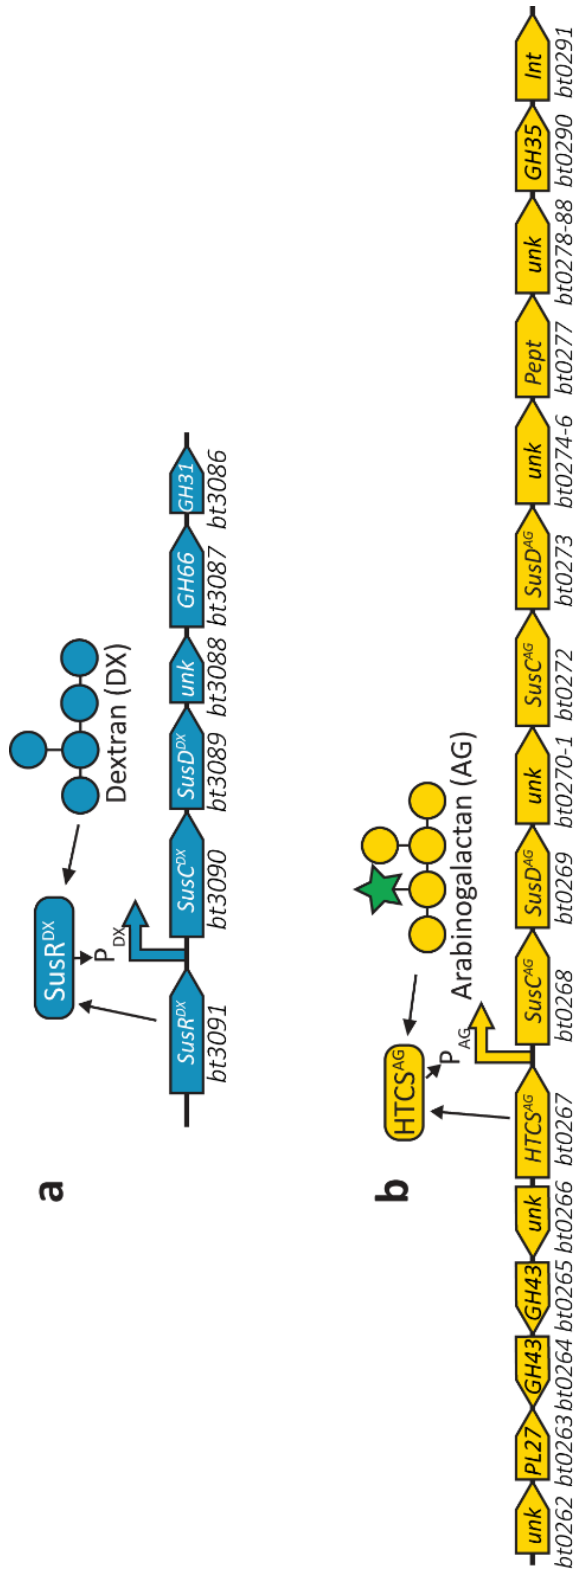 a
SusR^DX
P_DX
Dextran (DX)
SusR^DX SusC^DX SusD^DX unk GH66 GH31
bt3091 bt3090 bt3089 bt3088 bt3087 bt3086
b
HTCS^AG
P_AG
Arabinogalactan (AG)
unk PL27 GH43 GH43 unk HTCS^AG SusC^AG SusD^AG unk SusC^AG SusD^AG unk Pept unk GH35 Int
bt0262 bt0263 bt0264 bt0265 bt0266 bt0267 bt0268 bt0269 bt0270-1 bt0272 bt0273 bt0274-6 bt0277 bt0278-88 bt0290 bt0291